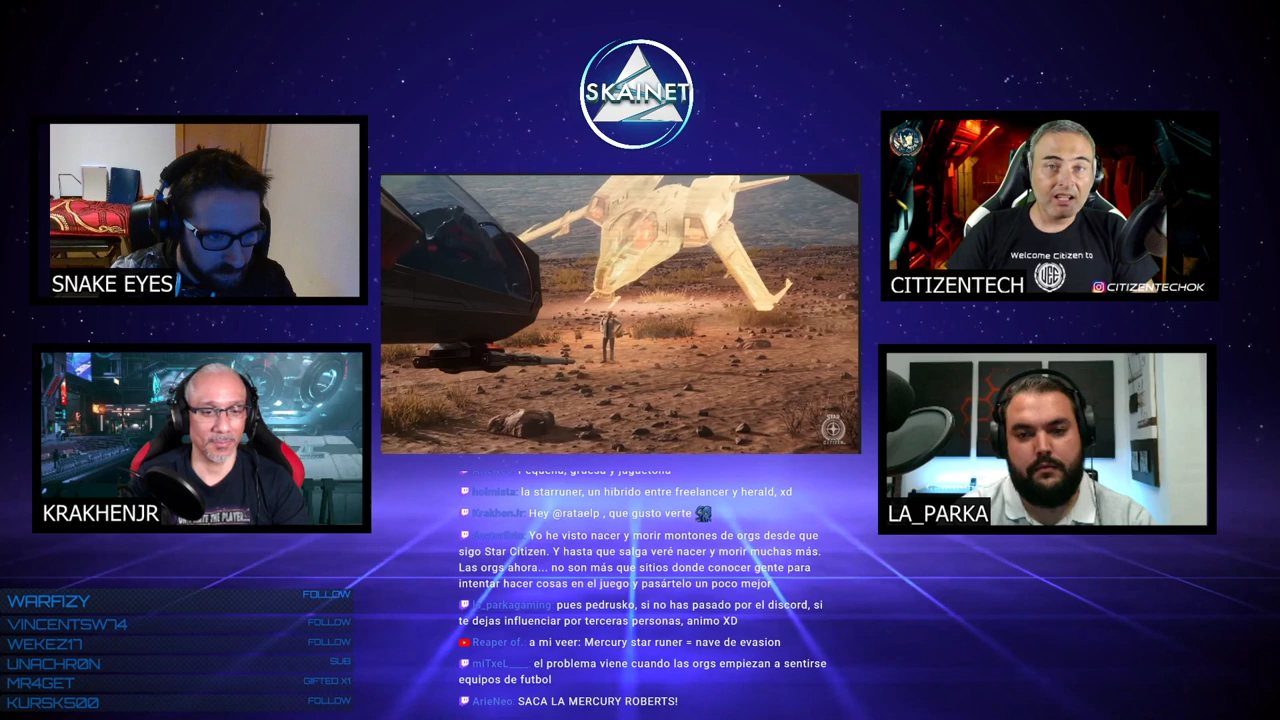 SKAINET
SNAKE EYES
Welcome Citizen to
CITIZENTECH
CITIZENTECHOK
STAR
CITIZEN
KRAKHENJR
LA_PARKA
Pequeña, gruesa y juguetona
holmieta: la starruner, un hibrido entre freelancer y herald, xd
KrakhenJr: Hey @rataelp , que gusto verte
Yo he visto nacer y morir montones de orgs desde que
sigo Star Citizen. Y hasta que salga veré nacer y morir muchas más.
Las orgs ahora... no son más que sitios donde conocer gente para
intentar hacer cosas en el juego y pasártelo un poco mejor
la_parkagaming: pues pedrusko, si no has pasado por el discord, si
te dejas influenciar por terceras personas, animo XD
Reaper of.: a mi veer: Mercury star runer = nave de evasion
miTxeL___: el problema viene cuando las orgs empiezan a sentirse
equipos de futbol
ArieNeo: SACA LA MERCURY ROBERTS!
WARFIZY FOLLOW
VINCENTSW74 FOLLOW
WEKEZ17 FOLLOW
UNACHR0N SUB
MR4GET GIFTED X1
KURSK500 FOLLOW